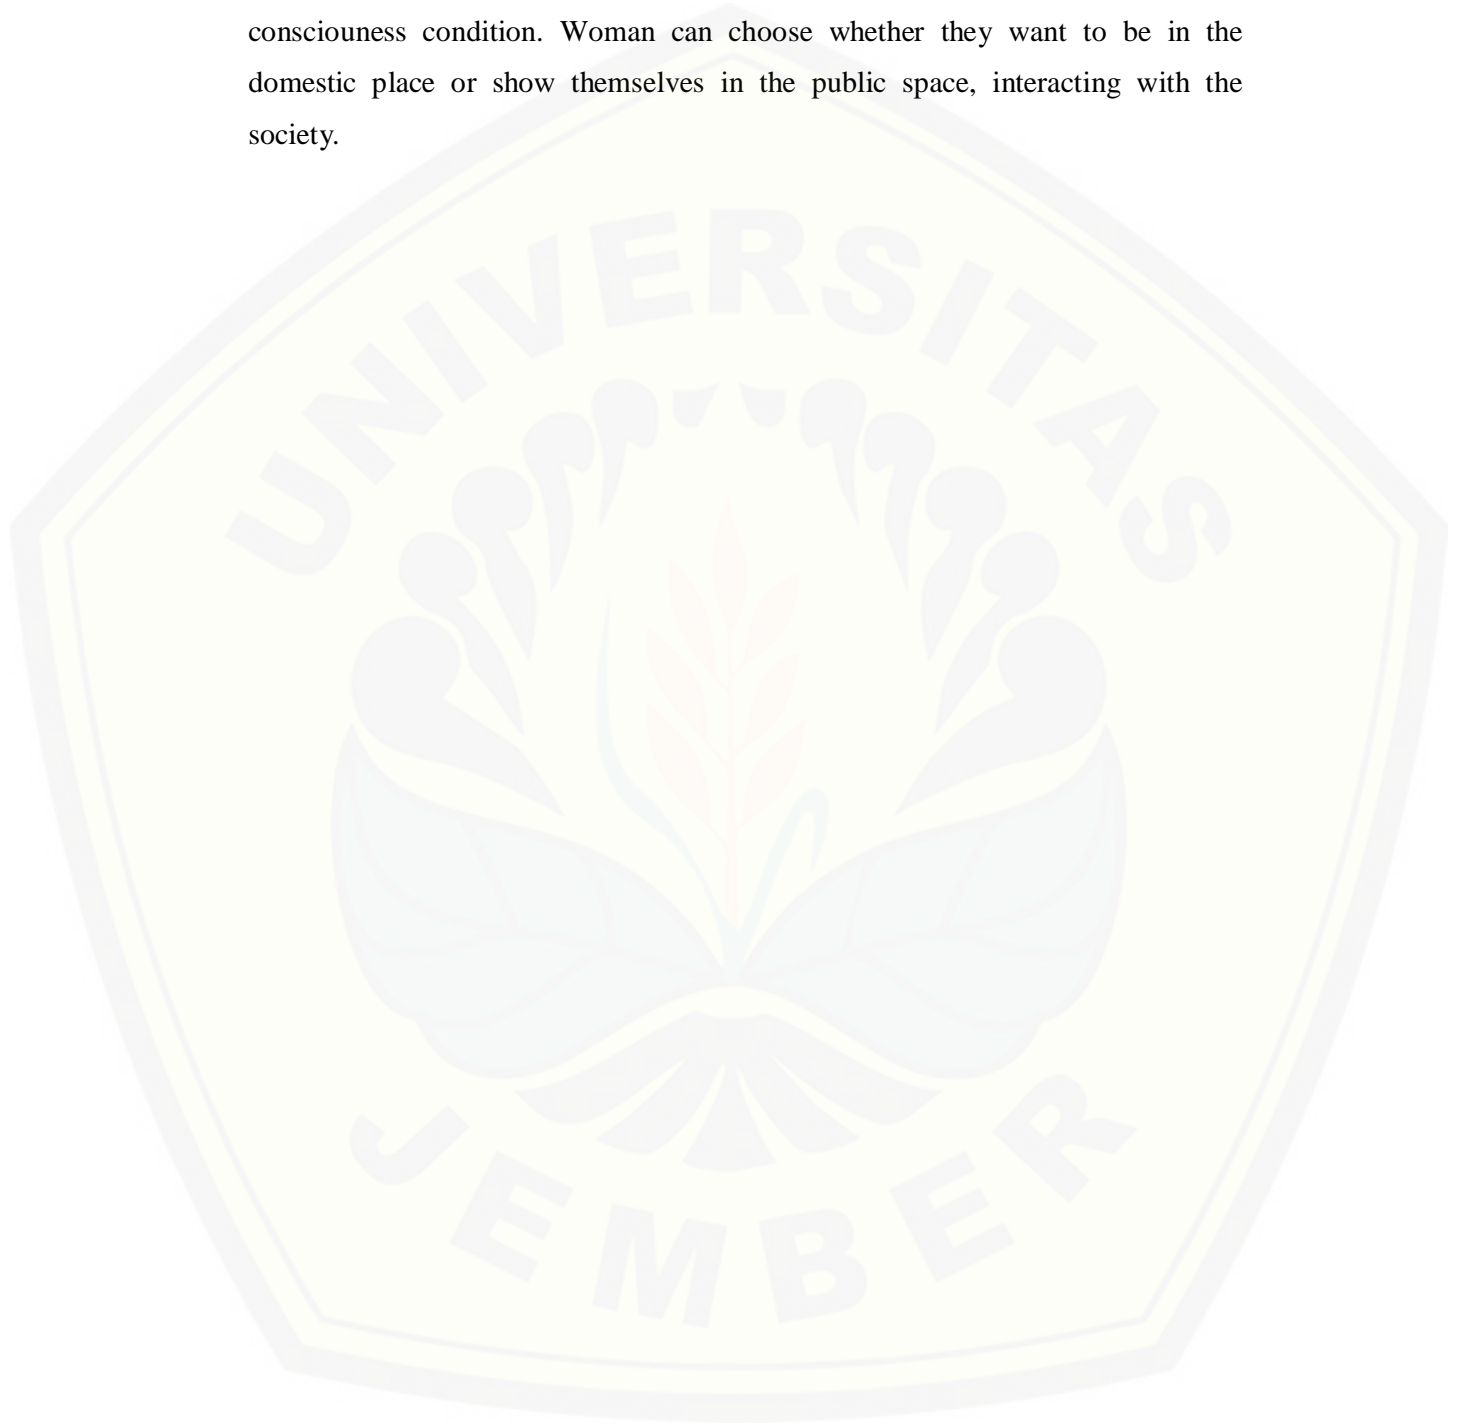 consciouness condition. Woman can choose whether they want to be in the
domestic place or show themselves in the public space, interacting with the
society.
UNIVERSITAS
JEMBER